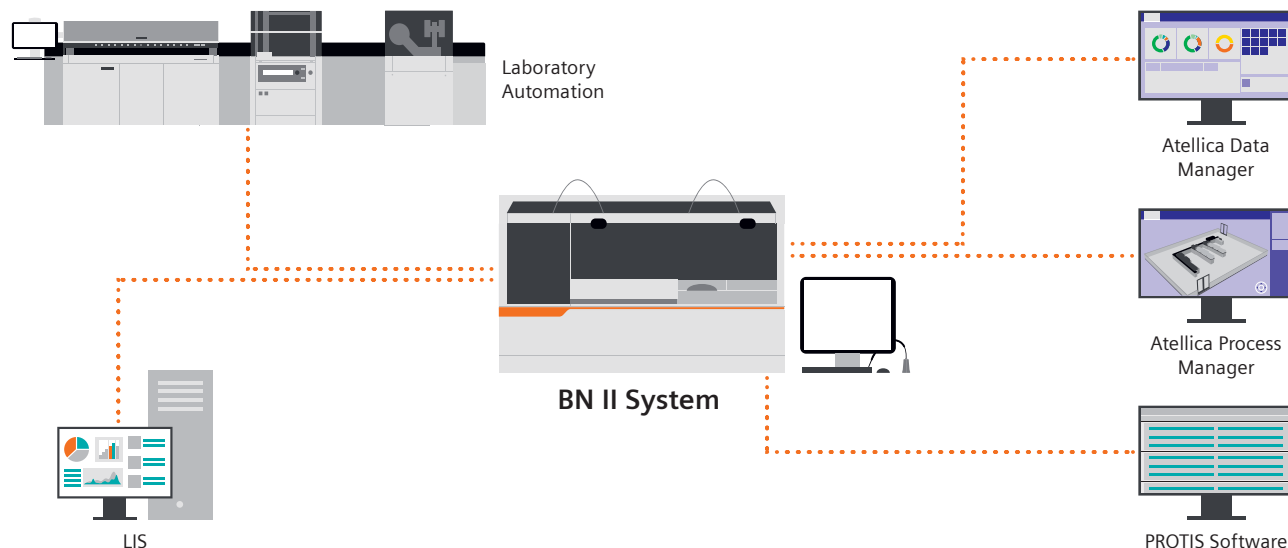 Laboratory
Automation
Atellica Data
Manager
BN II System
Atellica Process
Manager
LIS
PROTIS Software